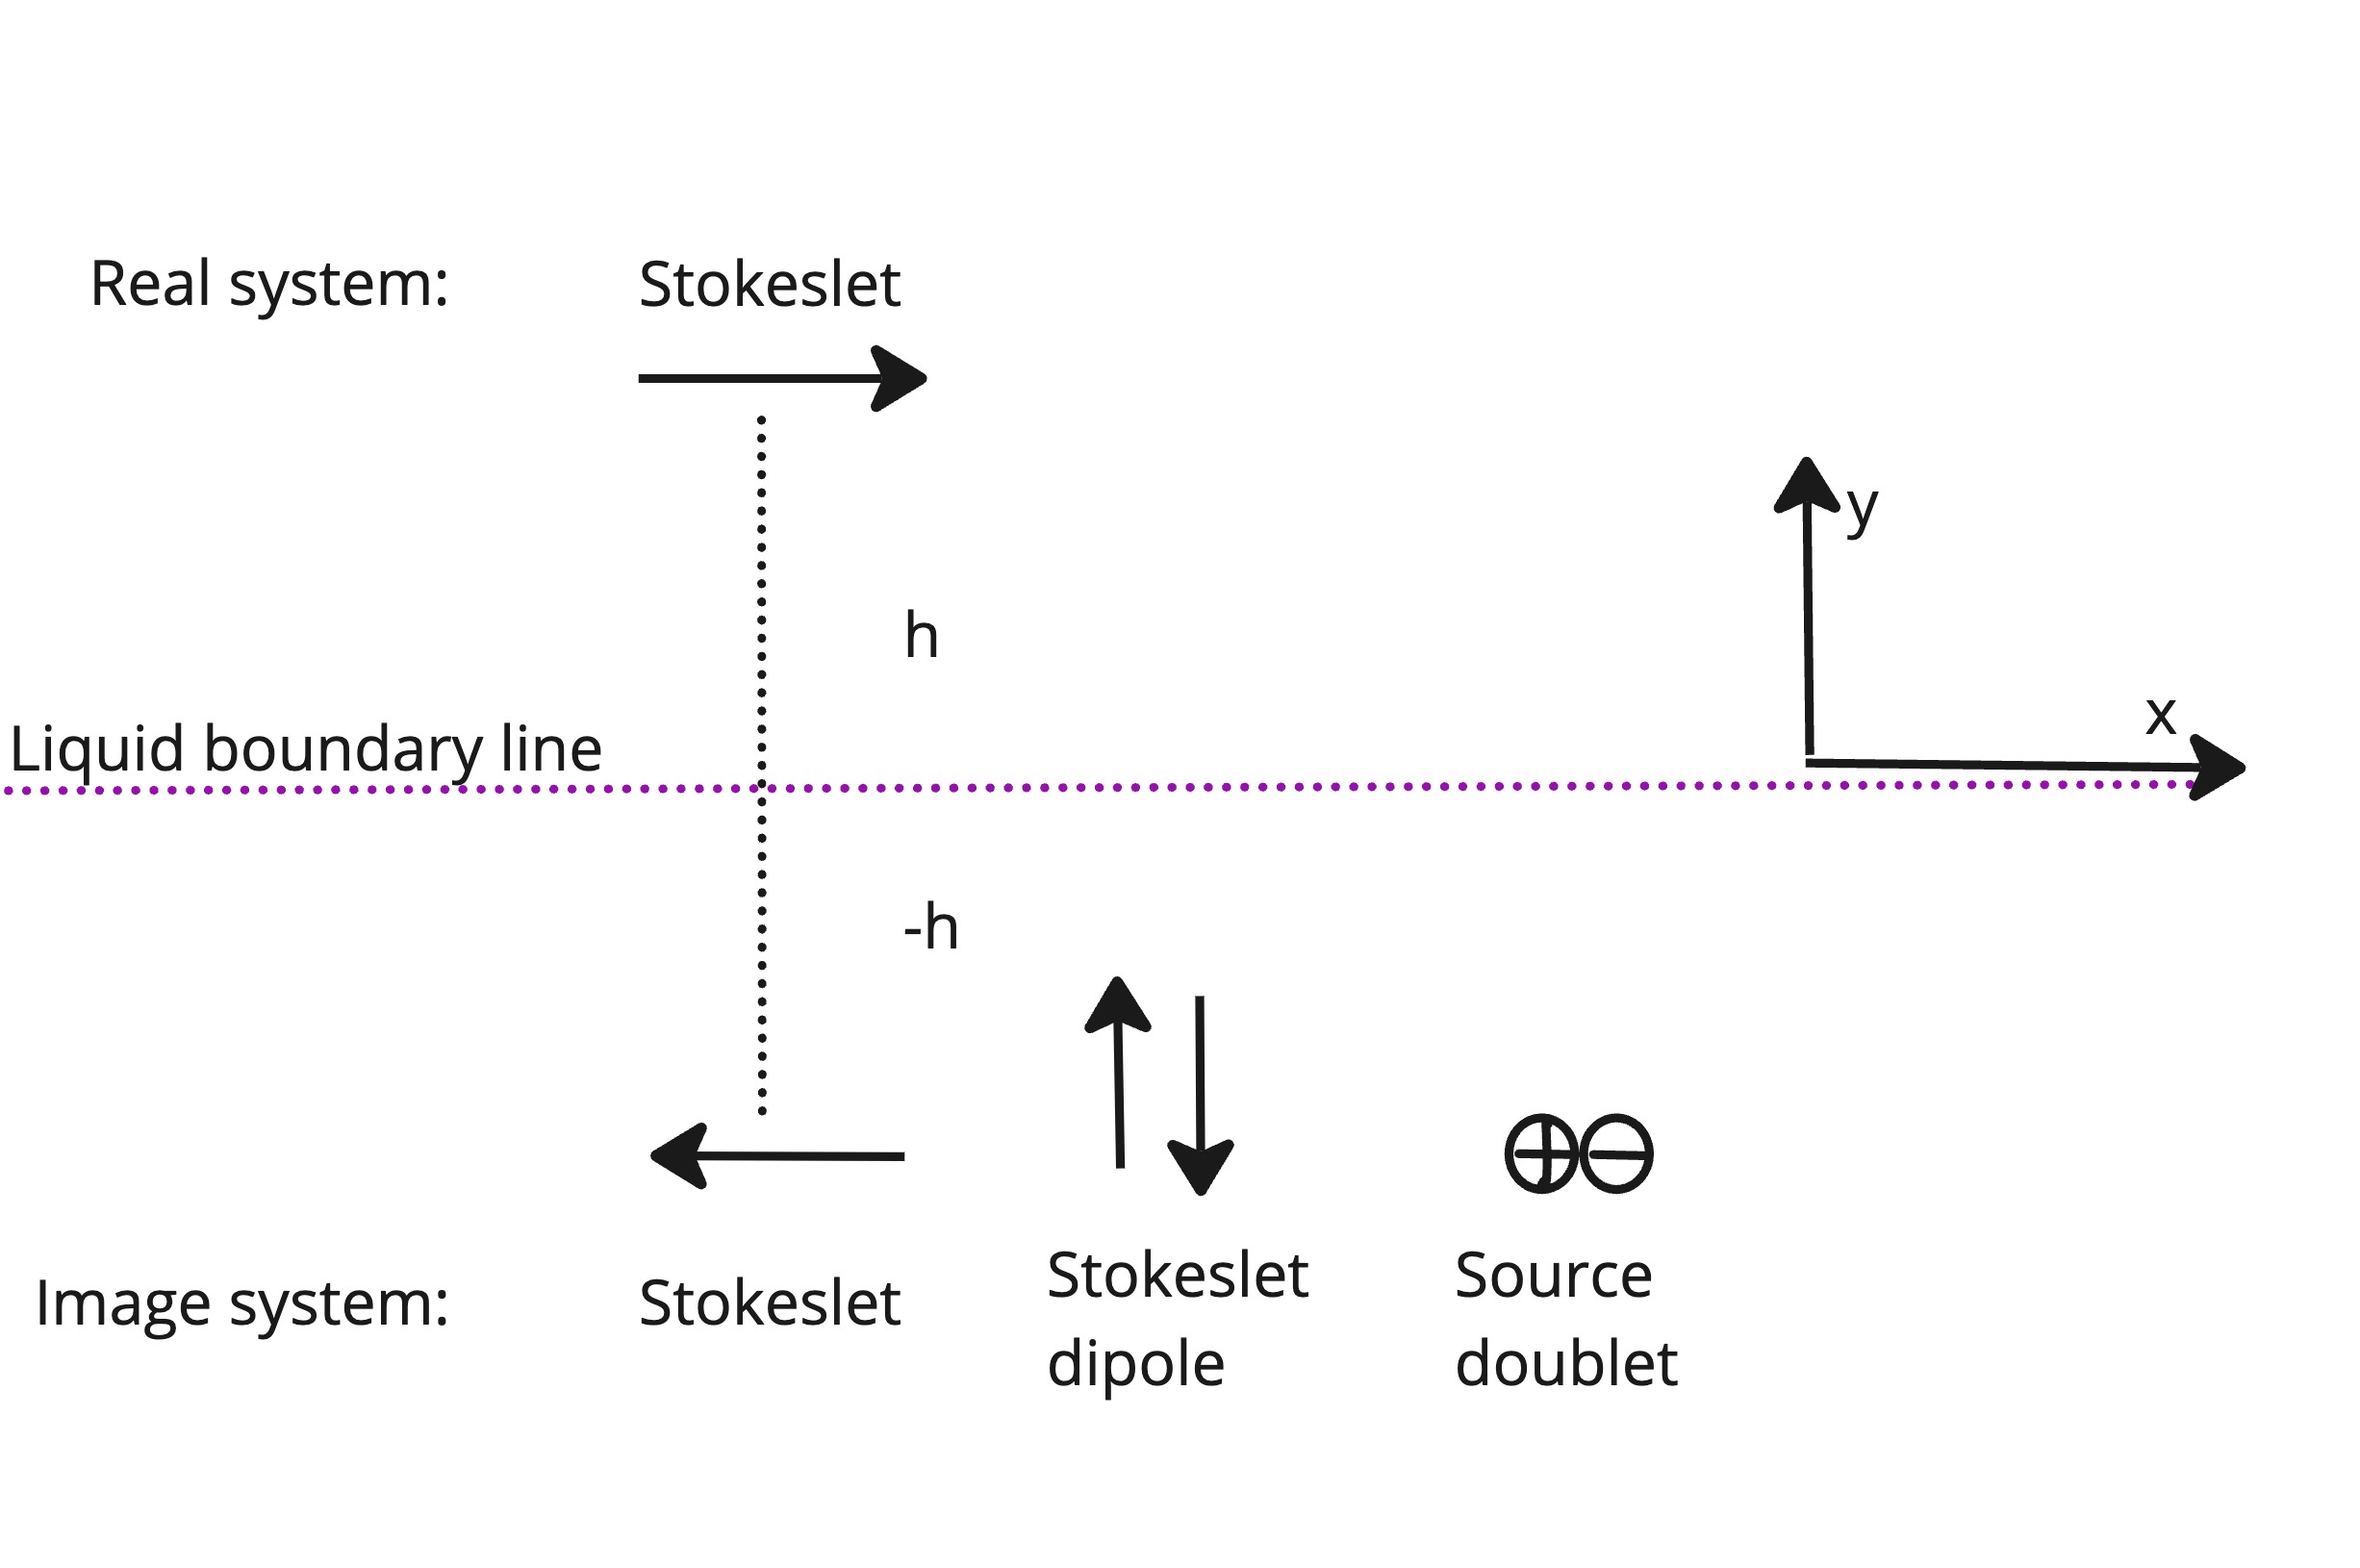 Real system:
Stokeslet
y
h
x
Liquid boundary line
-h
Image system:
Stokeslet
Stokeslet
dipole
Source
doublet